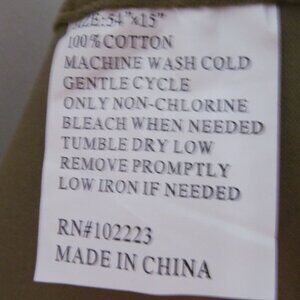 SIZE: 54"x15"
100% COTTON
MACHINE WASH COLD
GENTLE CYCLE
ONLY NON-CHLORINE
BLEACH WHEN NEEDED
TUMBLE DRY LOW
REMOVE PROMPTLY
LOW IRON IF NEEDED
RN#102223
MADE IN CHINA